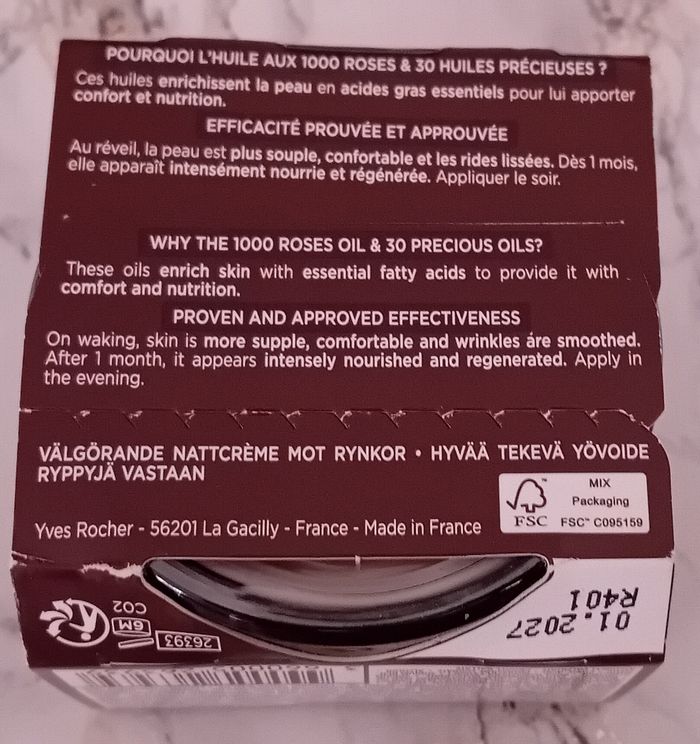 POURQUOI L'HUILE AUX 1000 ROSES & 30 HUILES PRÉCIEUSES ?
Ces huiles enrichissent la peau en acides gras essentiels pour lui apporter
confort et nutrition.
EFFICACITÉ PROUVÉE ET APPROUVÉE
Au réveil, la peau est plus souple, confortable et les rides lissées. Dès 1 mois,
elle apparaît intensément nourrie et régénérée. Appliquer le soir.
WHY THE 1000 ROSES OIL & 30 PRECIOUS OILS?
These oils enrich skin with essential fatty acids to provide it with
comfort and nutrition.
PROVEN AND APPROVED EFFECTIVENESS
On waking, skin is more supple, comfortable and wrinkles are smoothed.
After 1 month, it appears intensely nourished and regenerated. Apply in
the evening.
VÄLGÖRANDE NATTCRÈME MOT RYNKOR • HYVÄÄ TEKEVÄ YÖVOIDE
RYPPYJÄ VASTAAN
MIX
Packaging
FSC™ C095159
FSC
Yves Rocher - 56201 La Gacilly - France - Made in France
CO2
6M
26393
01.2027
R401